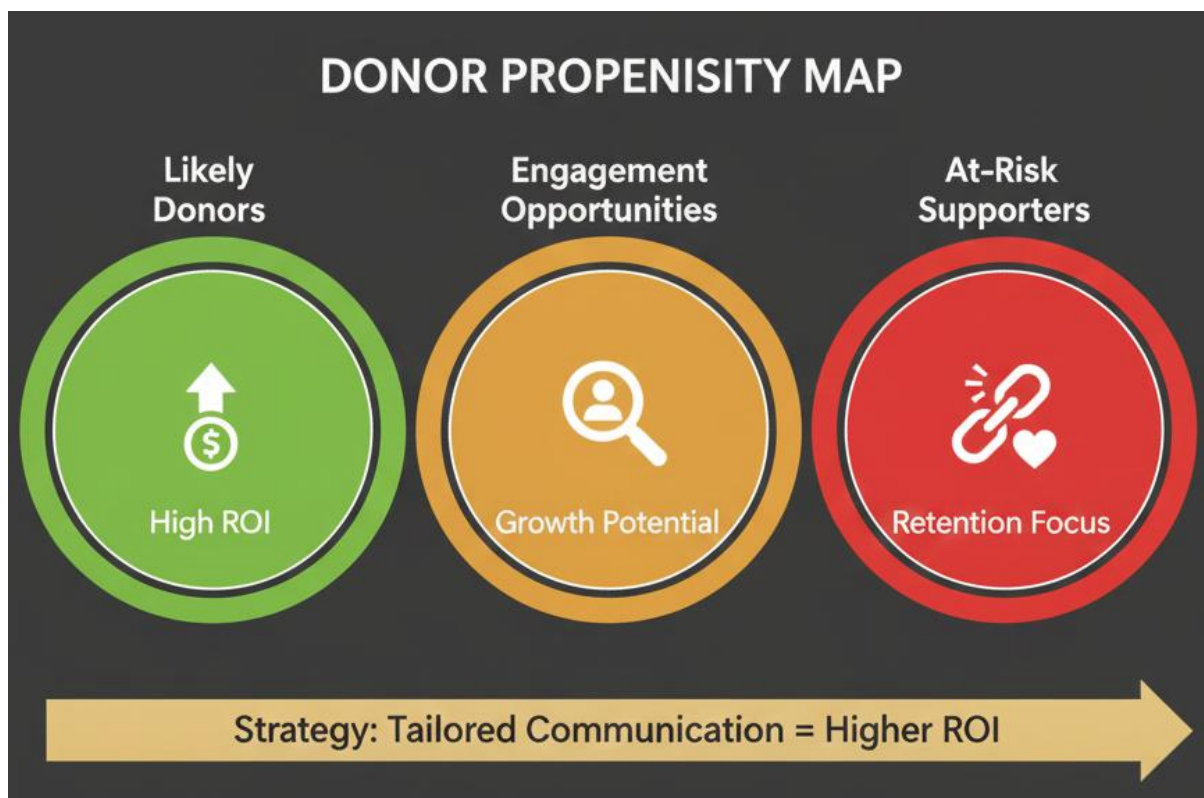 DONOR PROPENISITY MAP
Likely
Donors
Engagement
Opportunities
At-Risk
Supporters
$
High ROI
Growth Potential
Retention Focus
Strategy: Tailored Communication = Higher ROI